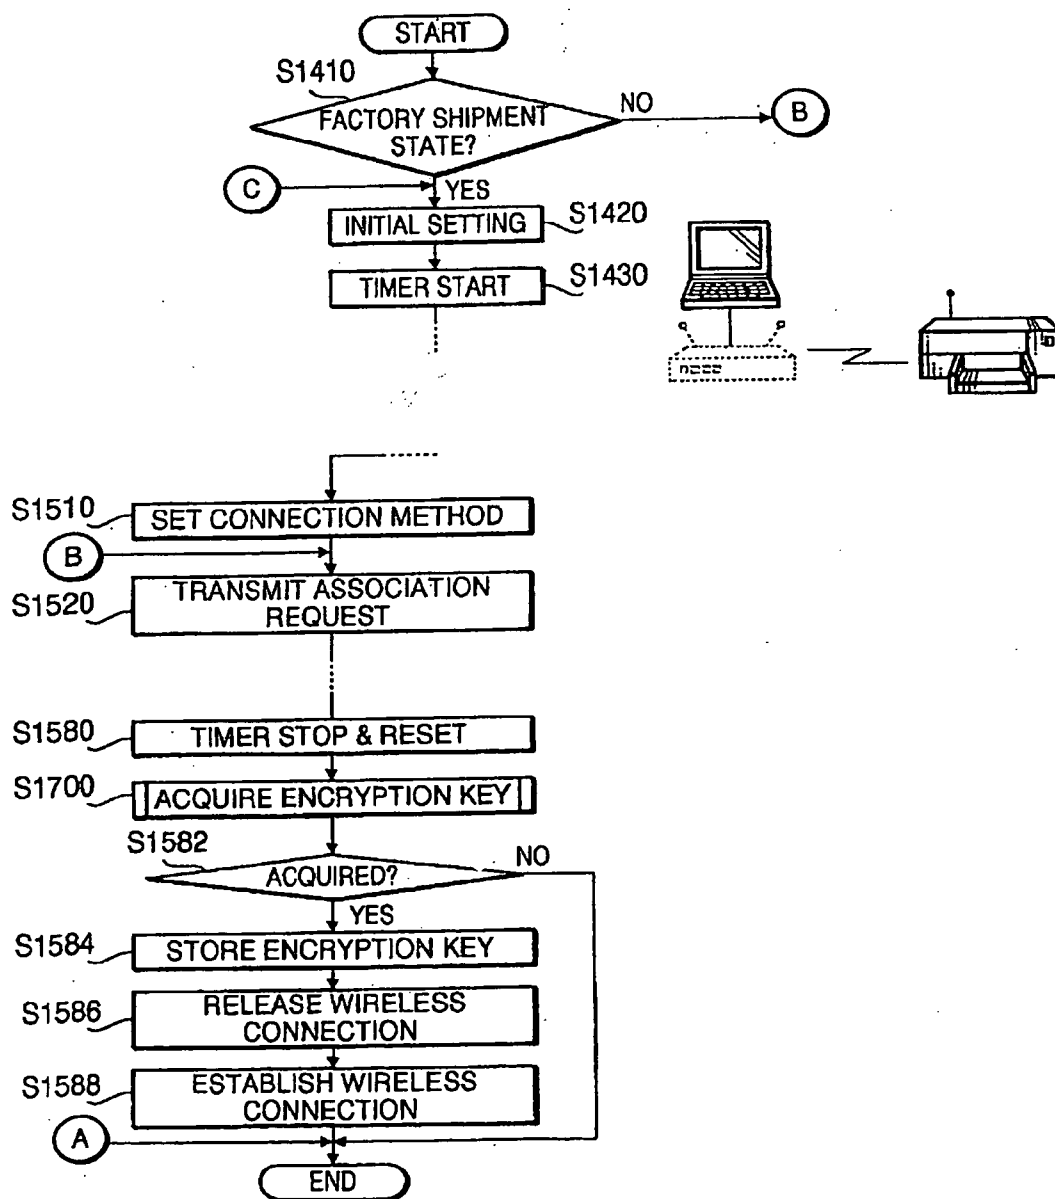 START
S1410
FACTORY SHIPMENT
STATE?
NO
B
C
YES
INITIAL SETTING
S1420
TIMER START
S1430
S1510
SET CONNECTION METHOD
B
S1520
TRANSMIT ASSOCIATION
REQUEST
S1580
TIMER STOP & RESET
S1700
ACQUIRE ENCRYPTION KEY
S1582
ACQUIRED?
NO
YES
S1584
STORE ENCRYPTION KEY
S1586
RELEASE WIRELESS
CONNECTION
S1588
ESTABLISH WIRELESS
CONNECTION
A
END